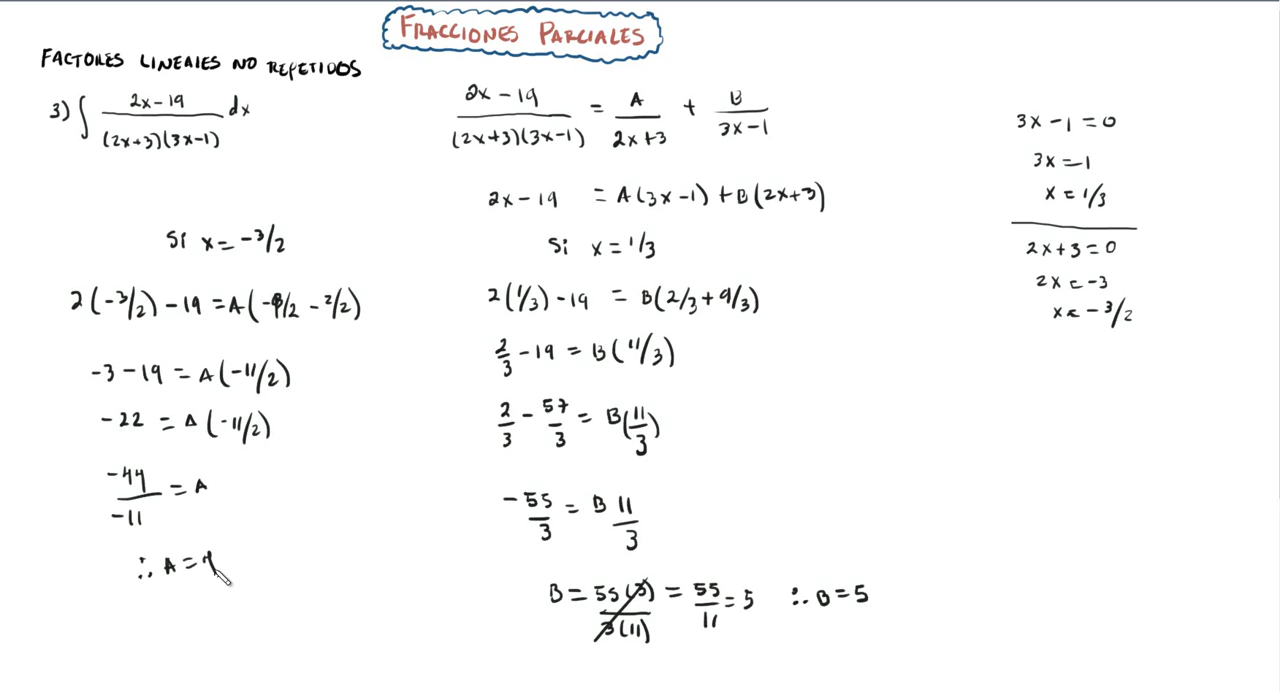 FRACCIONES PARCIALES
FACTORES LINEALES NO REPETIDOS
3) ∫ (2x-19)/((2x+3)(3x-1)) dx
(2x-19)/((2x+3)(3x-1)) = A/(2x+3) + B/(3x-1)
2x-19 = A(3x-1)+B(2x+3)
Si x = -3/2
2(-3/2)-19 = A(-9/2 - 2/2)
-3-19 = A(-11/2)
-22 = A(-11/2)
-44/-11 = A
∴ A = 4
Si x = 1/3
2(1/3)-19 = B(2/3 + 9/3)
2/3 - 19 = B(11/3)
2/3 - 57/3 = B(11/3)
-55/3 = B 11/3
B = 55(3)/3(11) = 55/11 = 5 ∴ B = 5
3x-1 = 0
3x = 1
x = 1/3
2x+3 = 0
2x = -3
x = -3/2